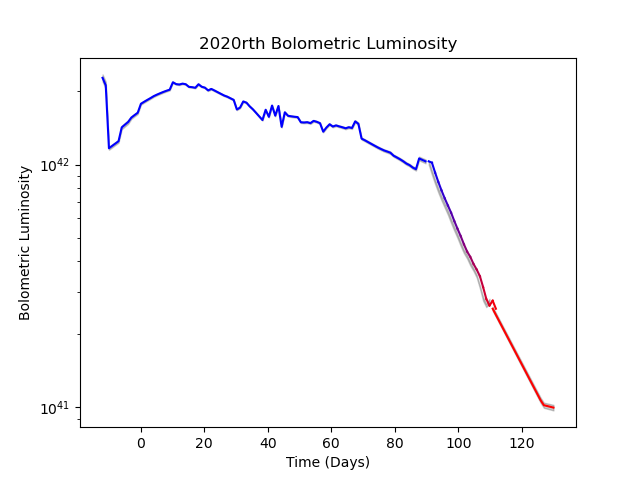 2020rth Bolometric Luminosity
Bolometric Luminosity
10^42
10^41
0 20 40 60 80 100 120
Time (Days)